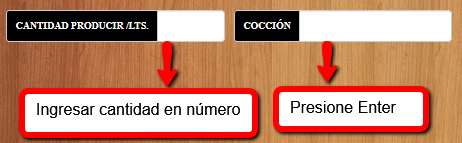 CANTIDAD PRODUCIR /LTS.
COCCIÓN
Ingresar cantidad en número
Presione Enter